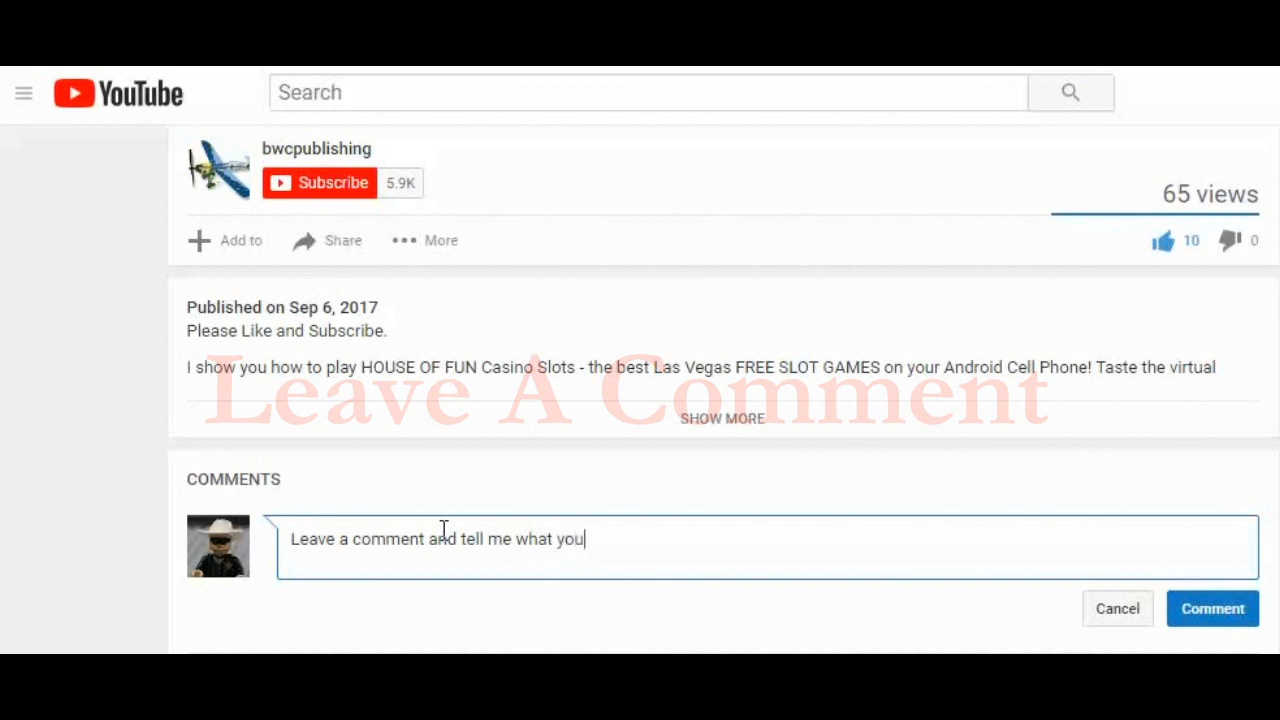 YouTube
Search
bwcpublishing
Subscribe 5.9K
65 views
Add to Share More
10 0
Published on Sep 6, 2017
Please Like and Subscribe.
I show you how to play HOUSE OF FUN Casino Slots - the best Las Vegas FREE SLOT GAMES on your Android Cell Phone! Taste the virtual
Leave A Comment
SHOW MORE
COMMENTS
Leave a comment and tell me what you
Cancel Comment